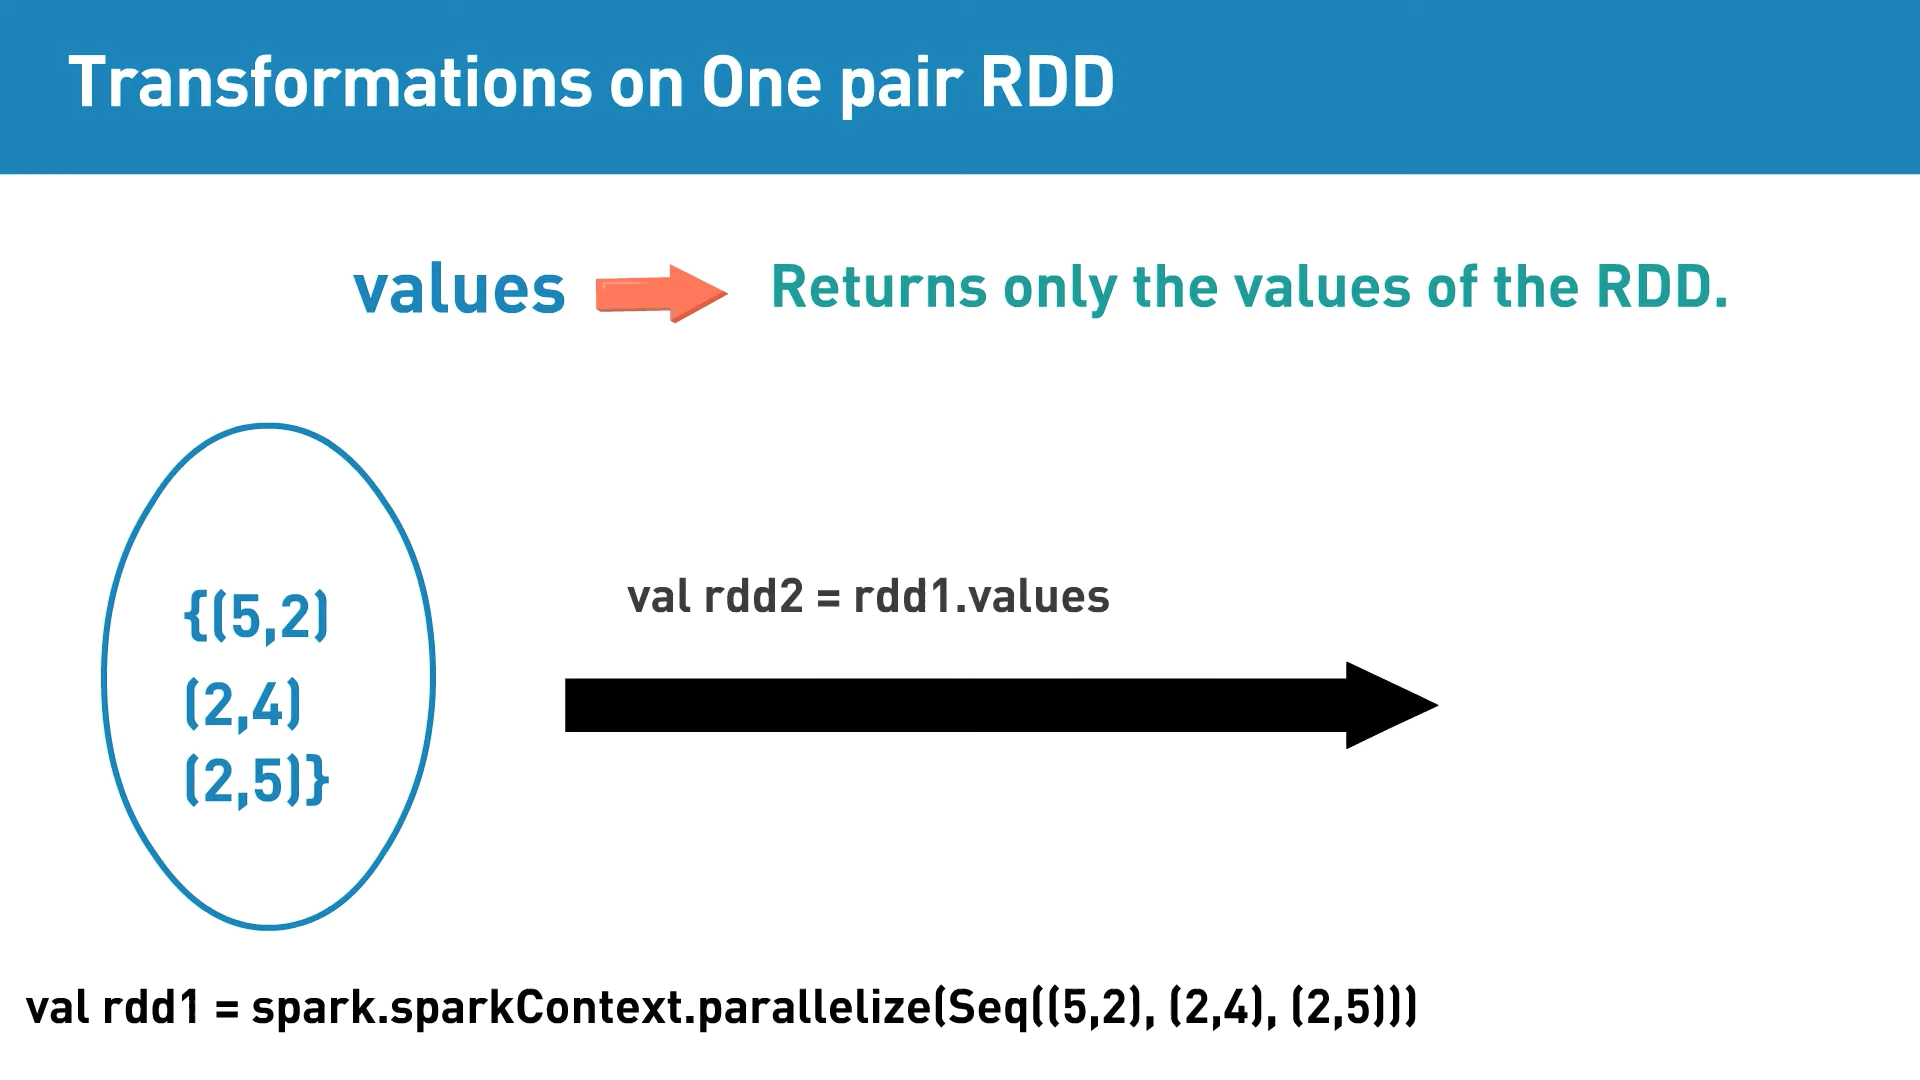 Transformations on One pair RDD
values
Returns only the values of the RDD.
val rdd2 = rdd1.values
{(5,2)
(2,4)
(2,5)}
val rdd1 = spark.sparkContext.parallelize(Seq((5,2), (2,4), (2,5)))